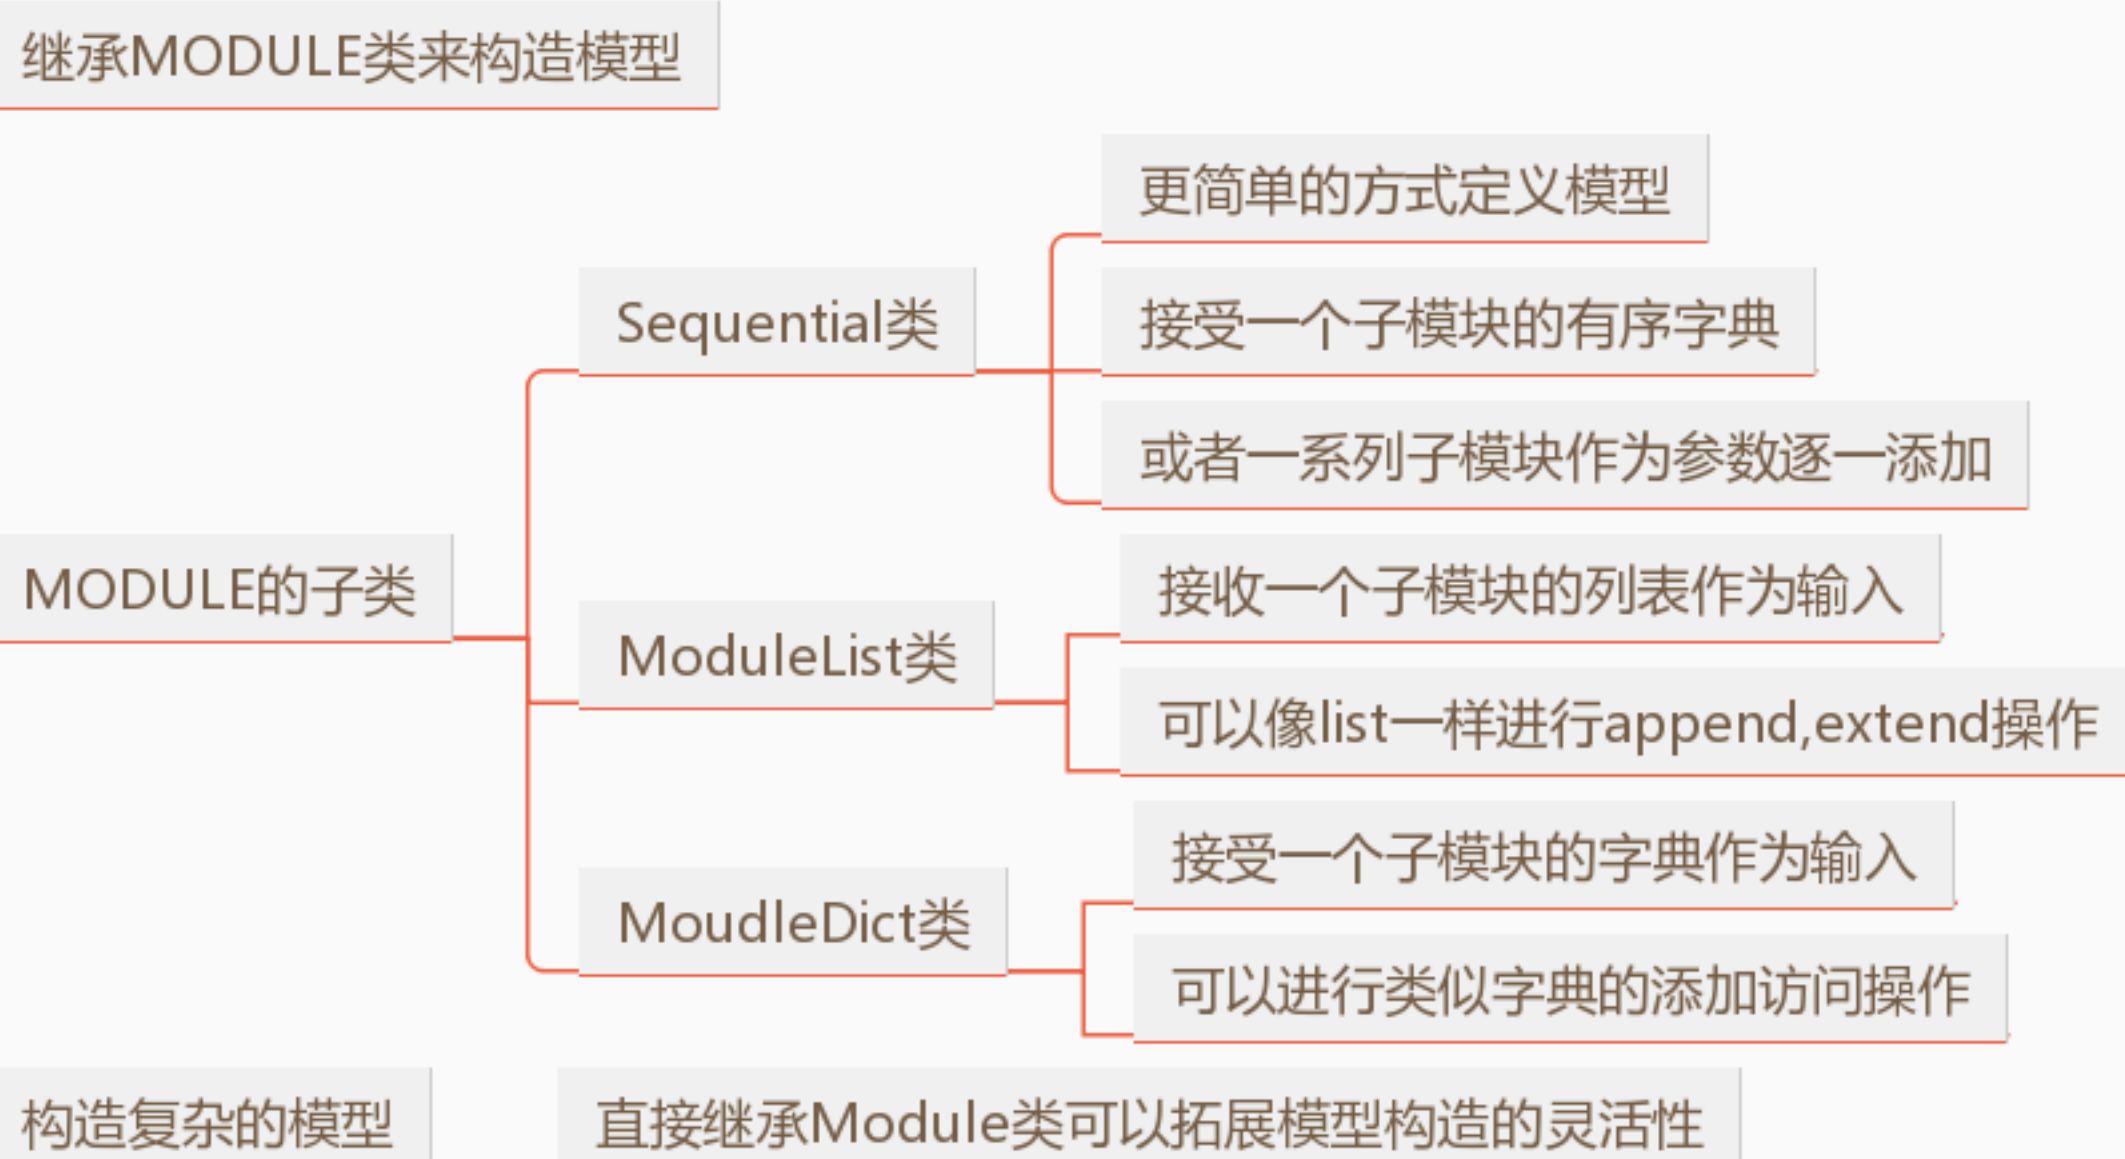 继承MODULE类来构造模型
更简单的方式定义模型
Sequential类
接受一个子模块的有序字典
或者一系列子模块作为参数逐一添加
MODULE的子类
接收一个子模块的列表作为输入
ModuleList类
可以像list一样进行append,extend操作
接受一个子模块的字典作为输入
MoudleDict类
可以进行类似字典的添加访问操作
构造复杂的模型
直接继承Module类可以拓展模型构造的灵活性